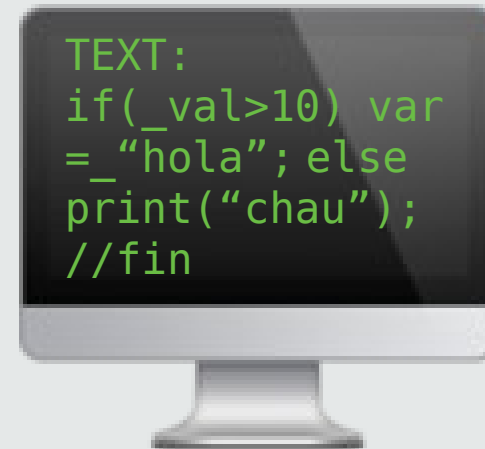 TEXT:
if(_val>10) var
=_“hola”; else
print(“chau”);
//fin